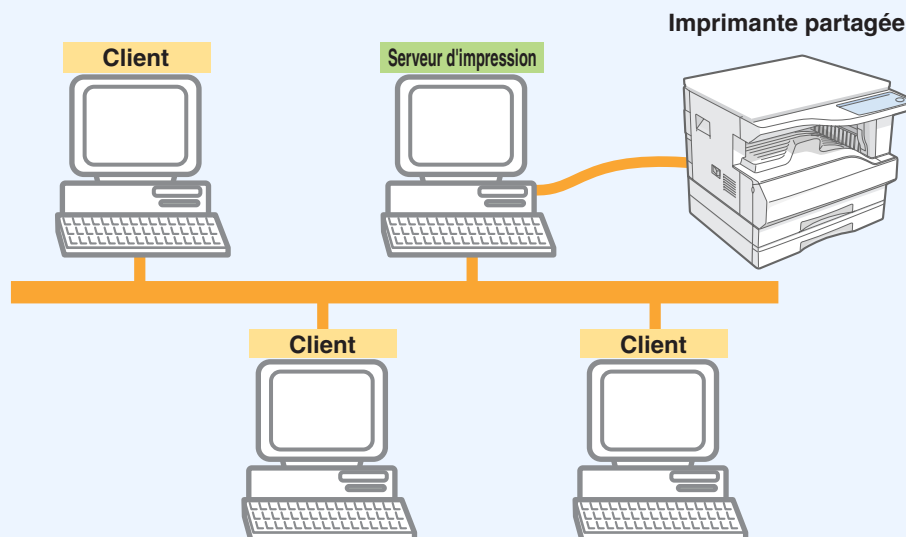 Imprimante partagée
Client
Serveur d'impression
Client
Client